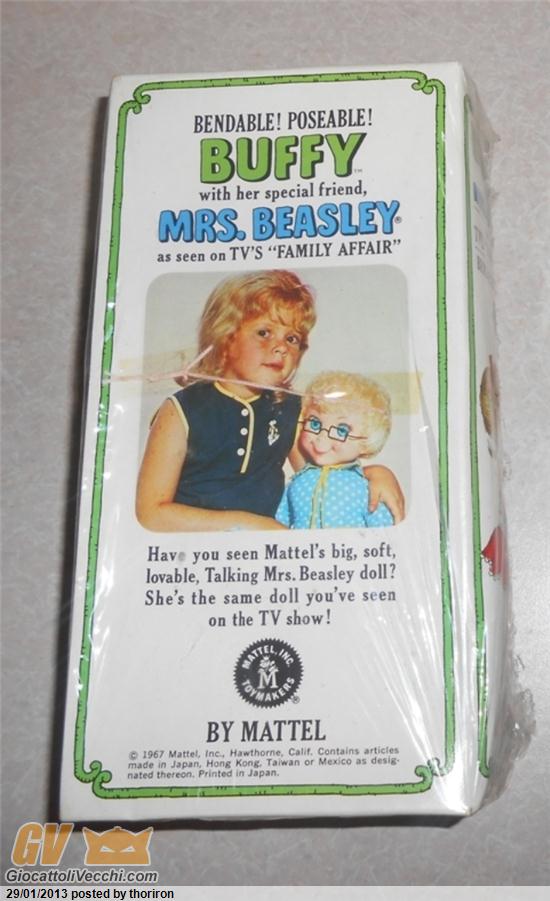 BENDABLE! POSEABLE!
BUFFY™
with her special friend,
MRS. BEASLEY®
as seen on TV'S "FAMILY AFFAIR"
Have you seen Mattel's big, soft,
lovable, Talking Mrs. Beasley doll?
She's the same doll you've seen
on the TV show!
MATTEL, INC.
M
TOYMAKERS
®
BY MATTEL
© 1967 Mattel, Inc., Hawthorne, Calif. Contains articles
made in Japan, Hong Kong, Taiwan or Mexico as desig-
nated thereon. Printed in Japan.
GV
GiocattoliVecchi.com
29/01/2013 posted by thoriron